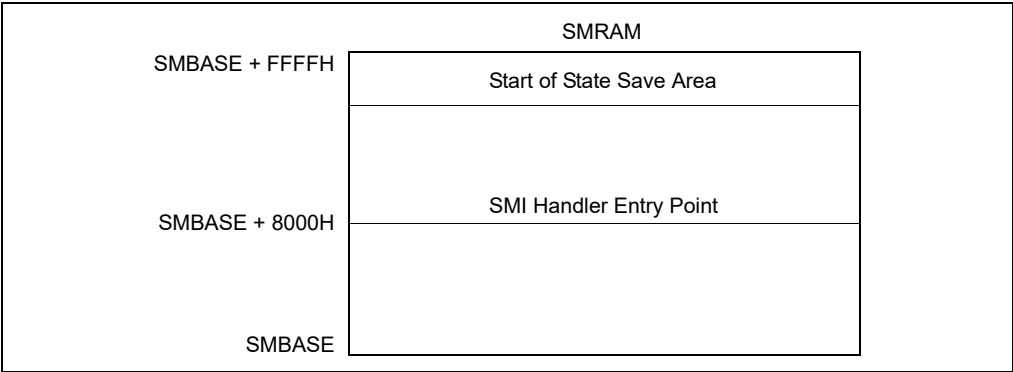 SMRAM
SMBASE + FFFFH
Start of State Save Area
SMI Handler Entry Point
SMBASE + 8000H
SMBASE